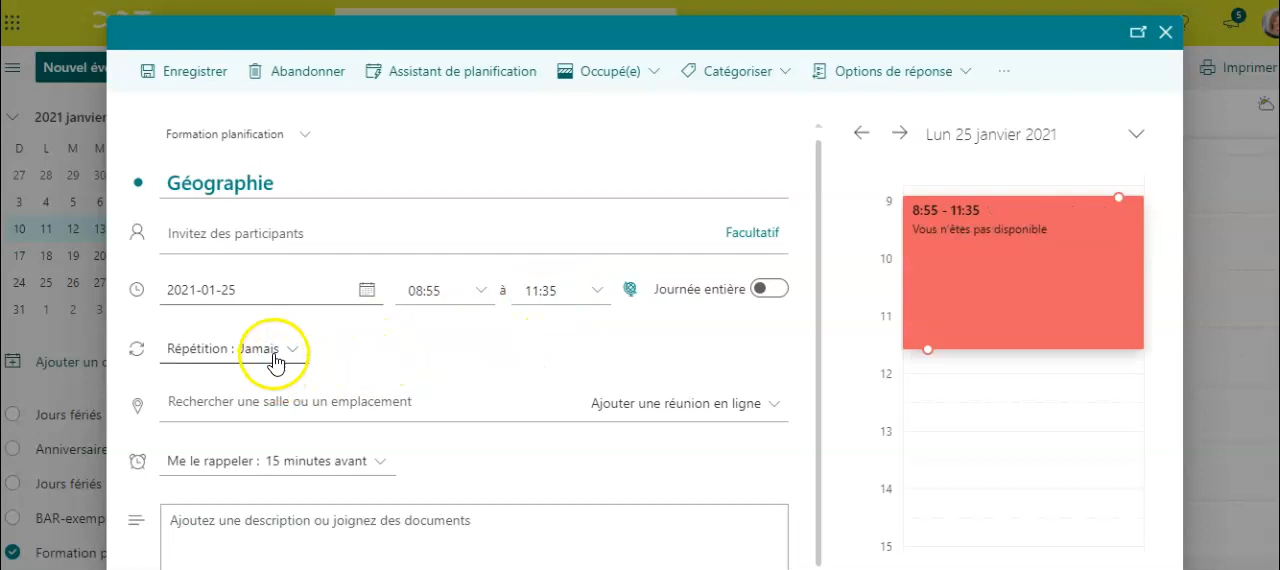 5
Nouvel évé
Imprimer
Enregistrer Abandonner Assistant de planification Occupé(e) Catégoriser Options de réponse ...
2021 janvier
D L M M
27 28 29 30
3 4 5 6
10 11 12 13
17 18 19 20
24 25 26 27
31 1 2 3
Ajouter un c
Jours fériés
Anniversaire
Jours fériés
BAR-exemp
Formation p
Formation planification
Géographie
Invitez des participants Facultatif
2021-01-25 08:55 à 11:35 Journée entière
Répétition : Jamais
Rechercher une salle ou un emplacement Ajouter une réunion en ligne
Me le rappeler : 15 minutes avant
Ajoutez une description ou joignez des documents
Lun 25 janvier 2021
9
8:55 - 11:35
Vous n'êtes pas disponible
10
11
12
13
14
15